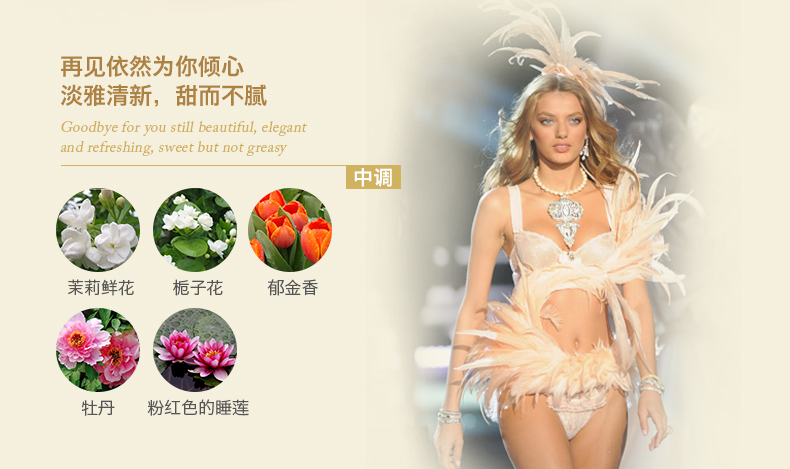 再见依然为你倾心
淡雅清新，甜而不腻
Goodbye for you still beautiful, elegant
and refreshing, sweet but not greasy
中调
茉莉鲜花
栀子花
郁金香
牡丹
粉红色的睡莲